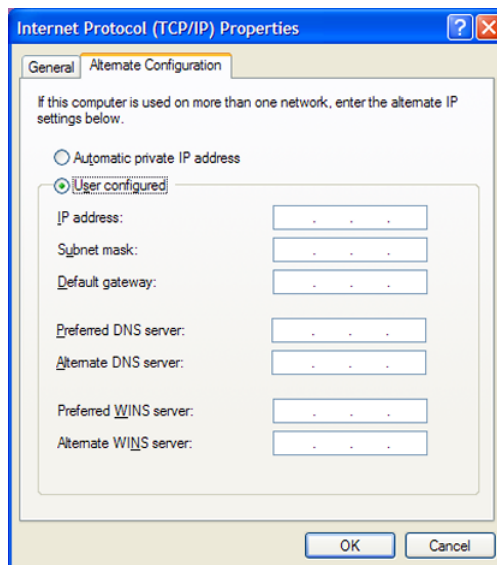 Internet Protocol (TCP/IP) Properties
General
Alternate Configuration
If this computer is used on more than one network, enter the alternate IP
settings below.
Automatic private IP address
User configured
IP address:
Subnet mask:
Default gateway:
Preferred DNS server:
Alternate DNS server:
Preferred WINS server:
Alternate WINS server:
OK
Cancel